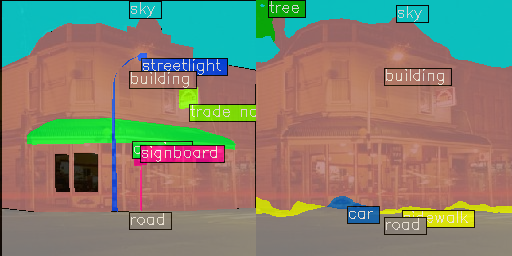 sky
streetlight
building
trade na
signboard
road
tree
sky
building
car
sidewalk
road